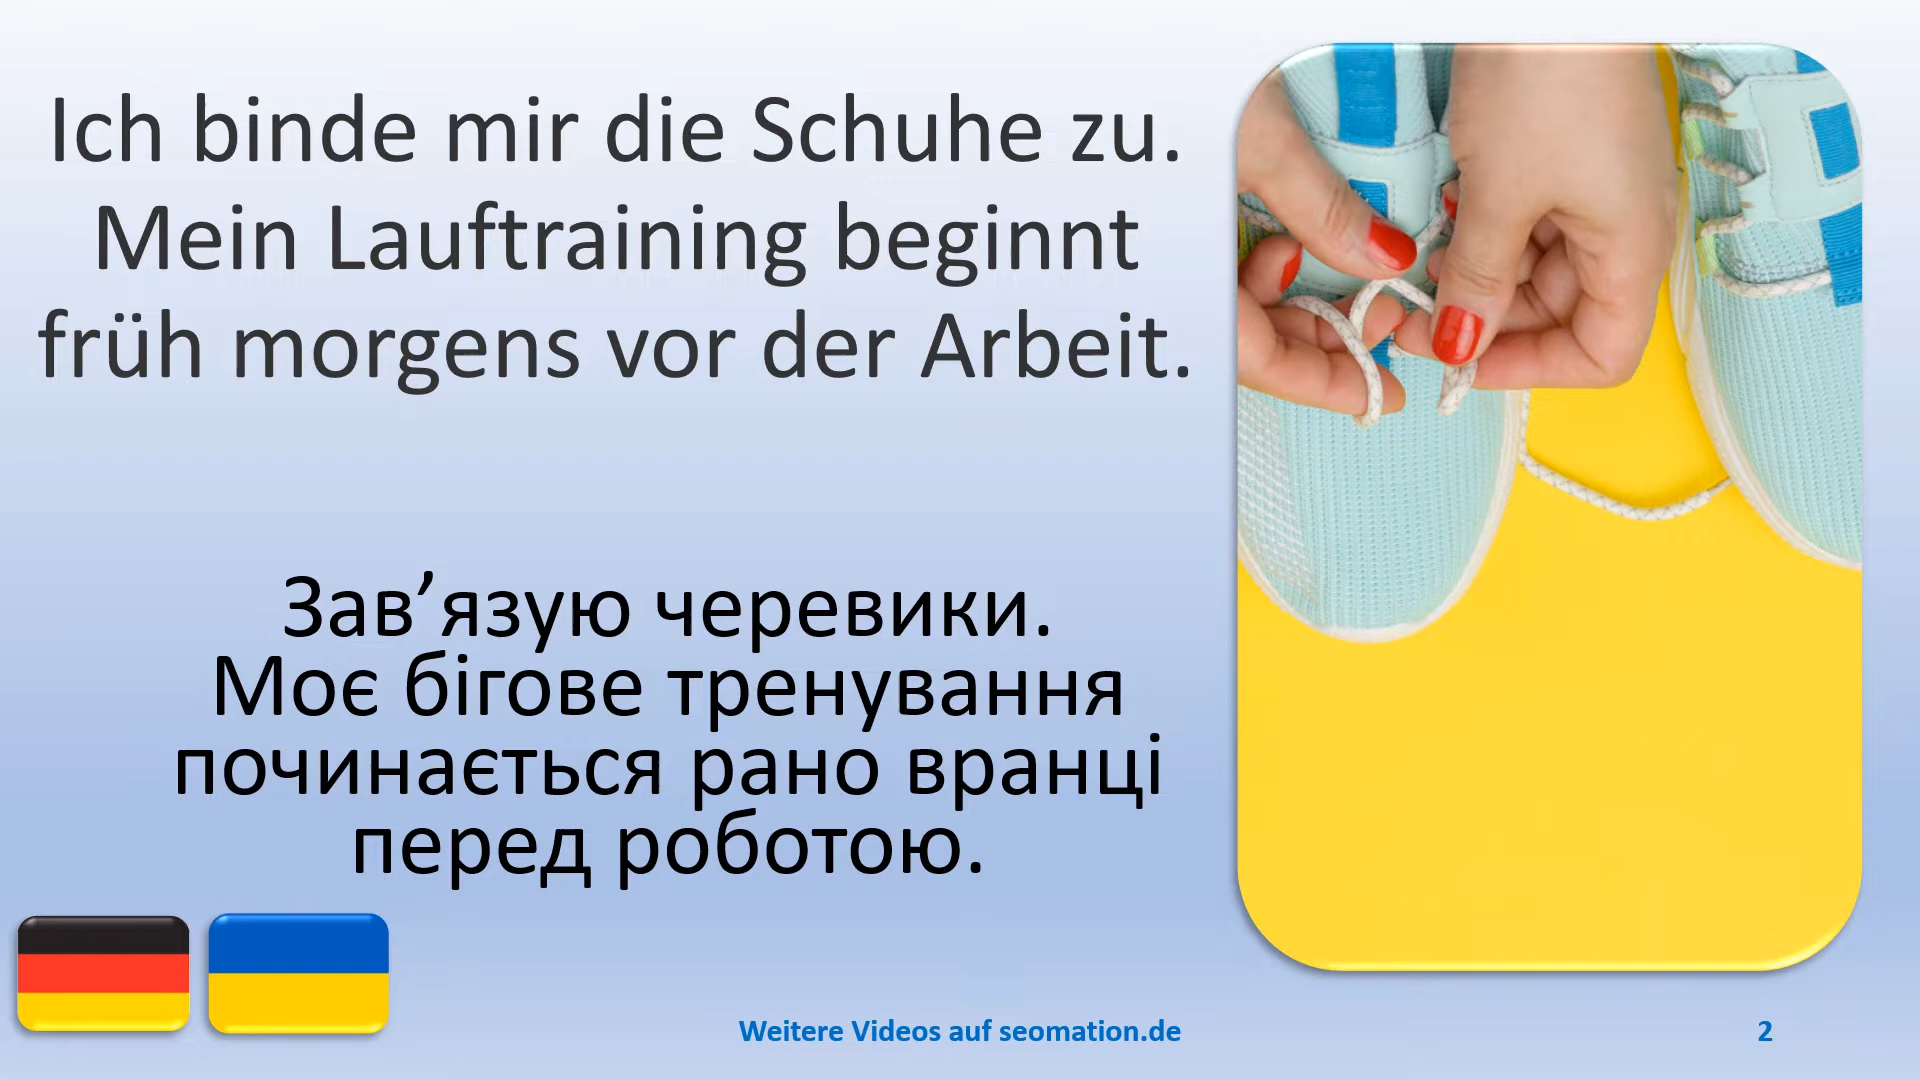 Ich binde mir die Schuhe zu.
Mein Lauftraining beginnt
früh morgens vor der Arbeit.
Зав’язую черевики.
Моє бігове тренування
починається рано вранці
перед роботою.
Weitere Videos auf seomation.de
2